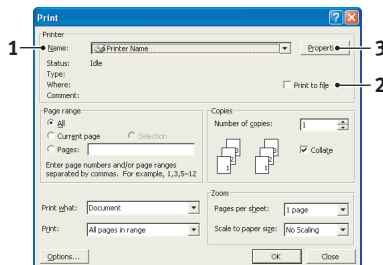 Print
Printer
1 Name: Printer Name Properti 3
Status: Idle
Type:
Where: Print to file 2
Comment:
Page range
All
Current page Selection
Pages:
Enter page numbers and/or page ranges
separated by commas. For example, 1,3,5–12
Copies
Number of copies: 1
Collate
Print what: Document
Print: All pages in range
Zoom
Pages per sheet: 1 page
Scale to paper size: No Scaling
Options... OK Close